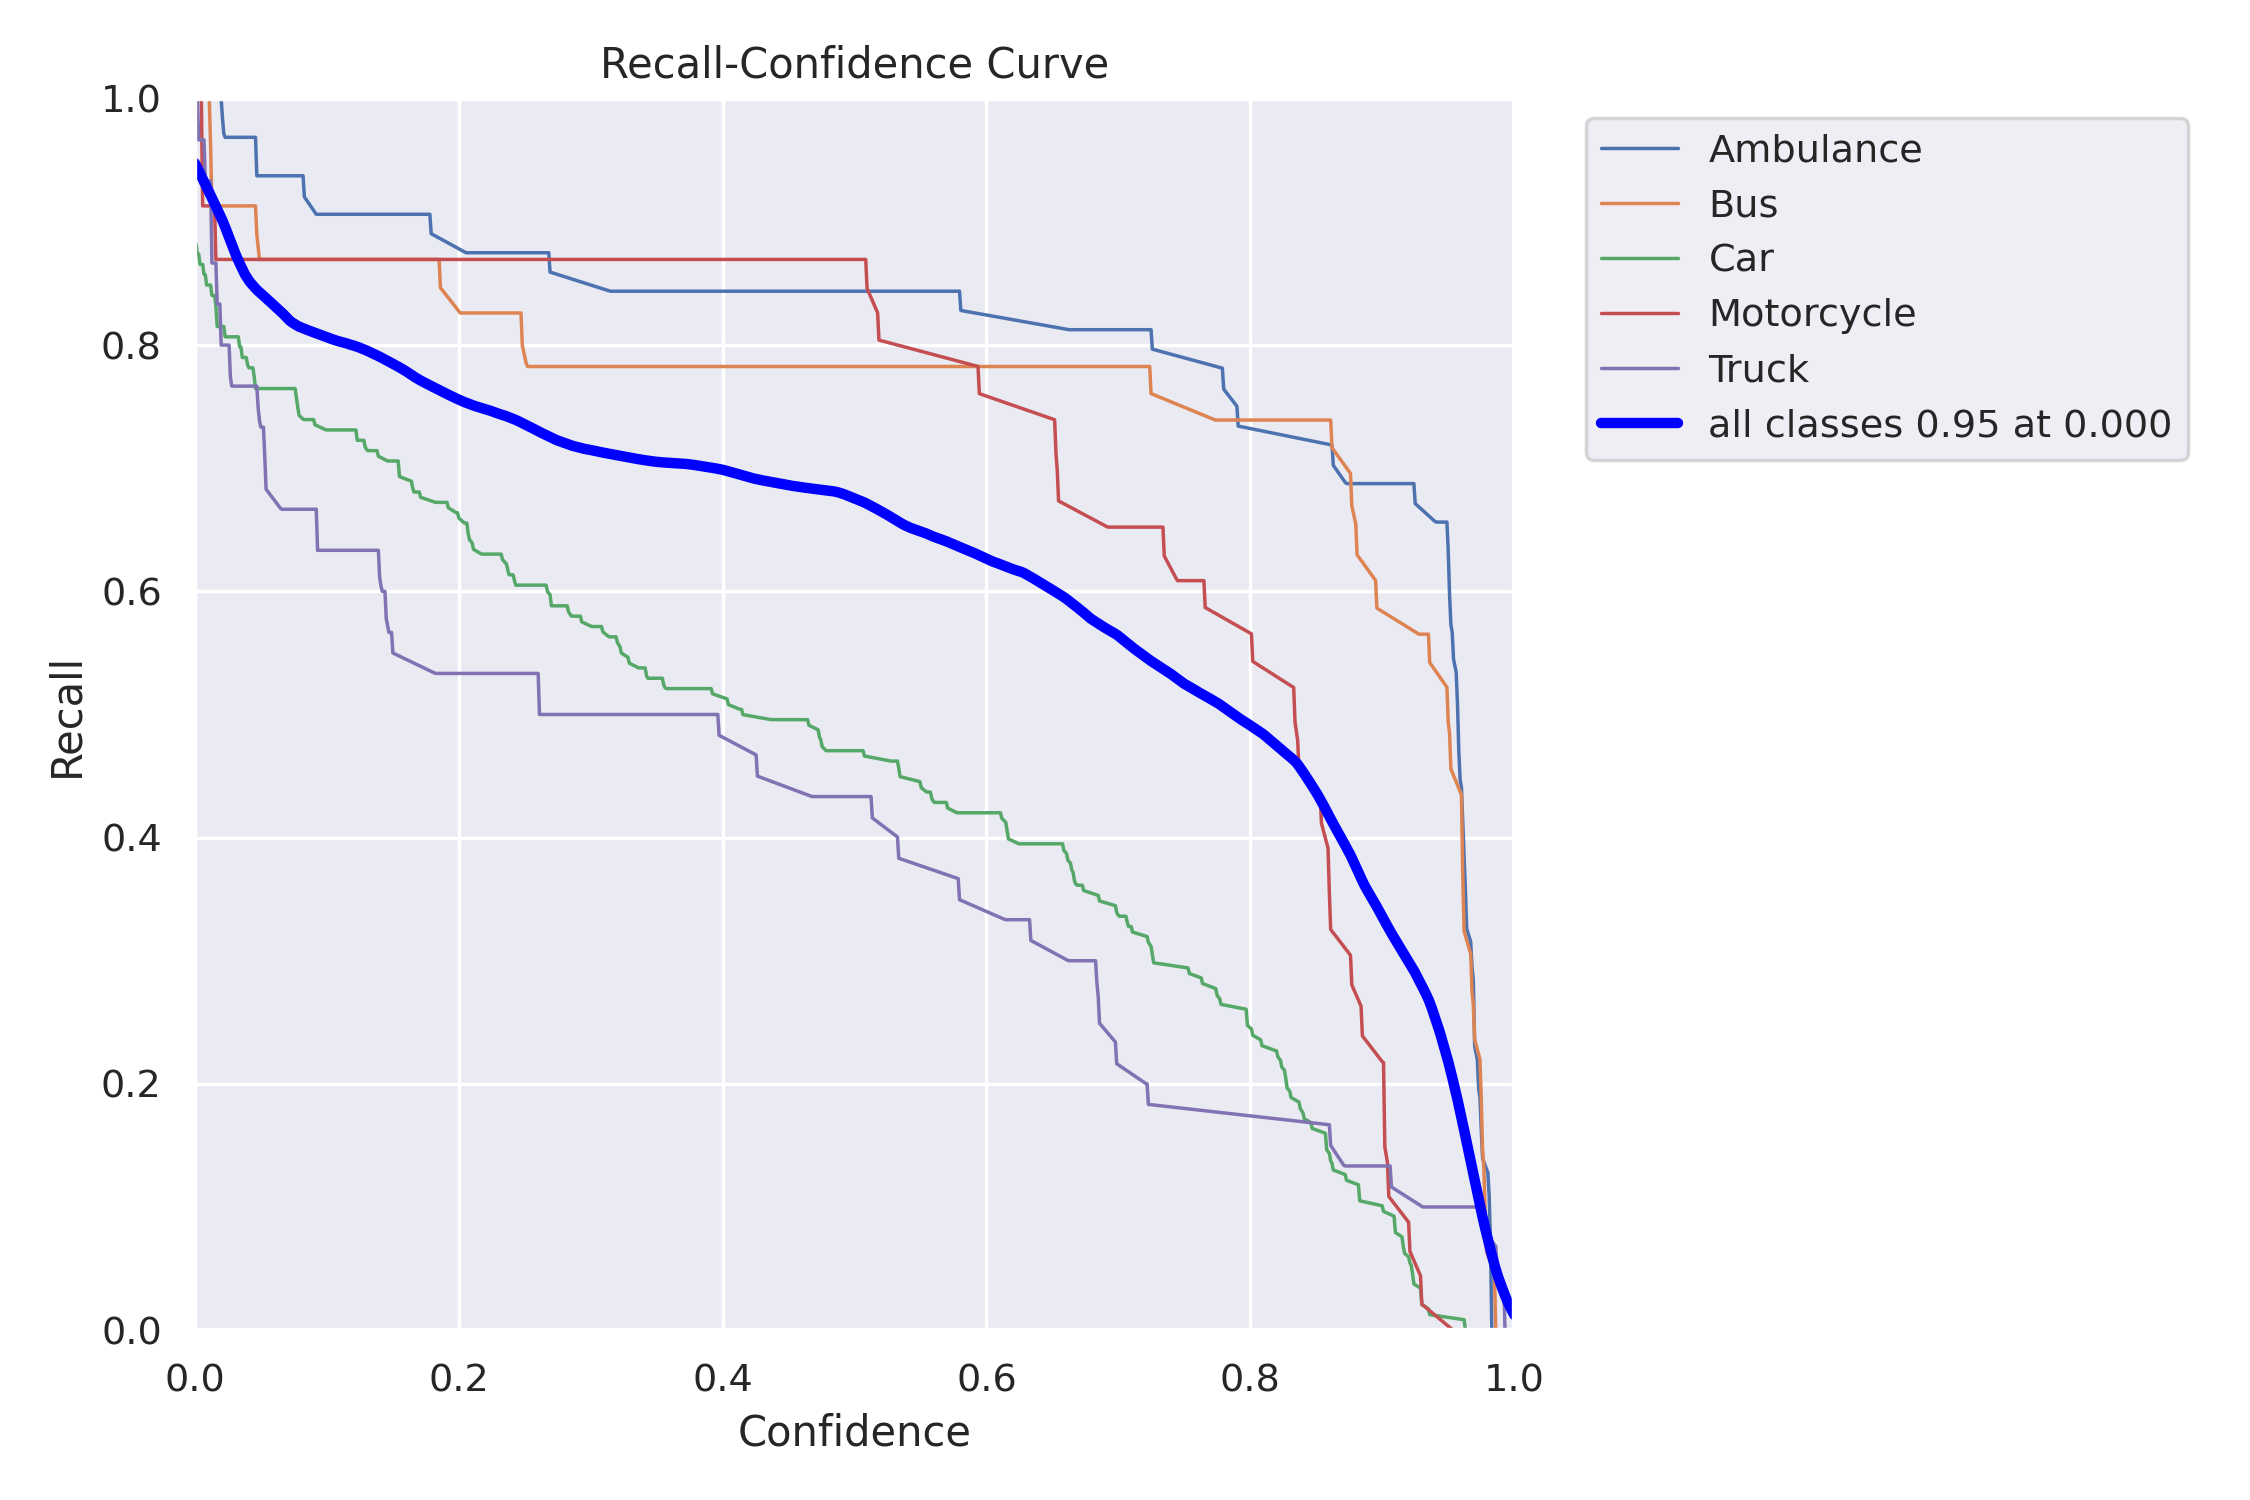 Recall-Confidence Curve
1.0
0.8
0.6
0.4
0.2
0.0
Recall
0.0 0.2 0.4 0.6 0.8 1.0
Confidence
Ambulance
Bus
Car
Motorcycle
Truck
all classes 0.95 at 0.000